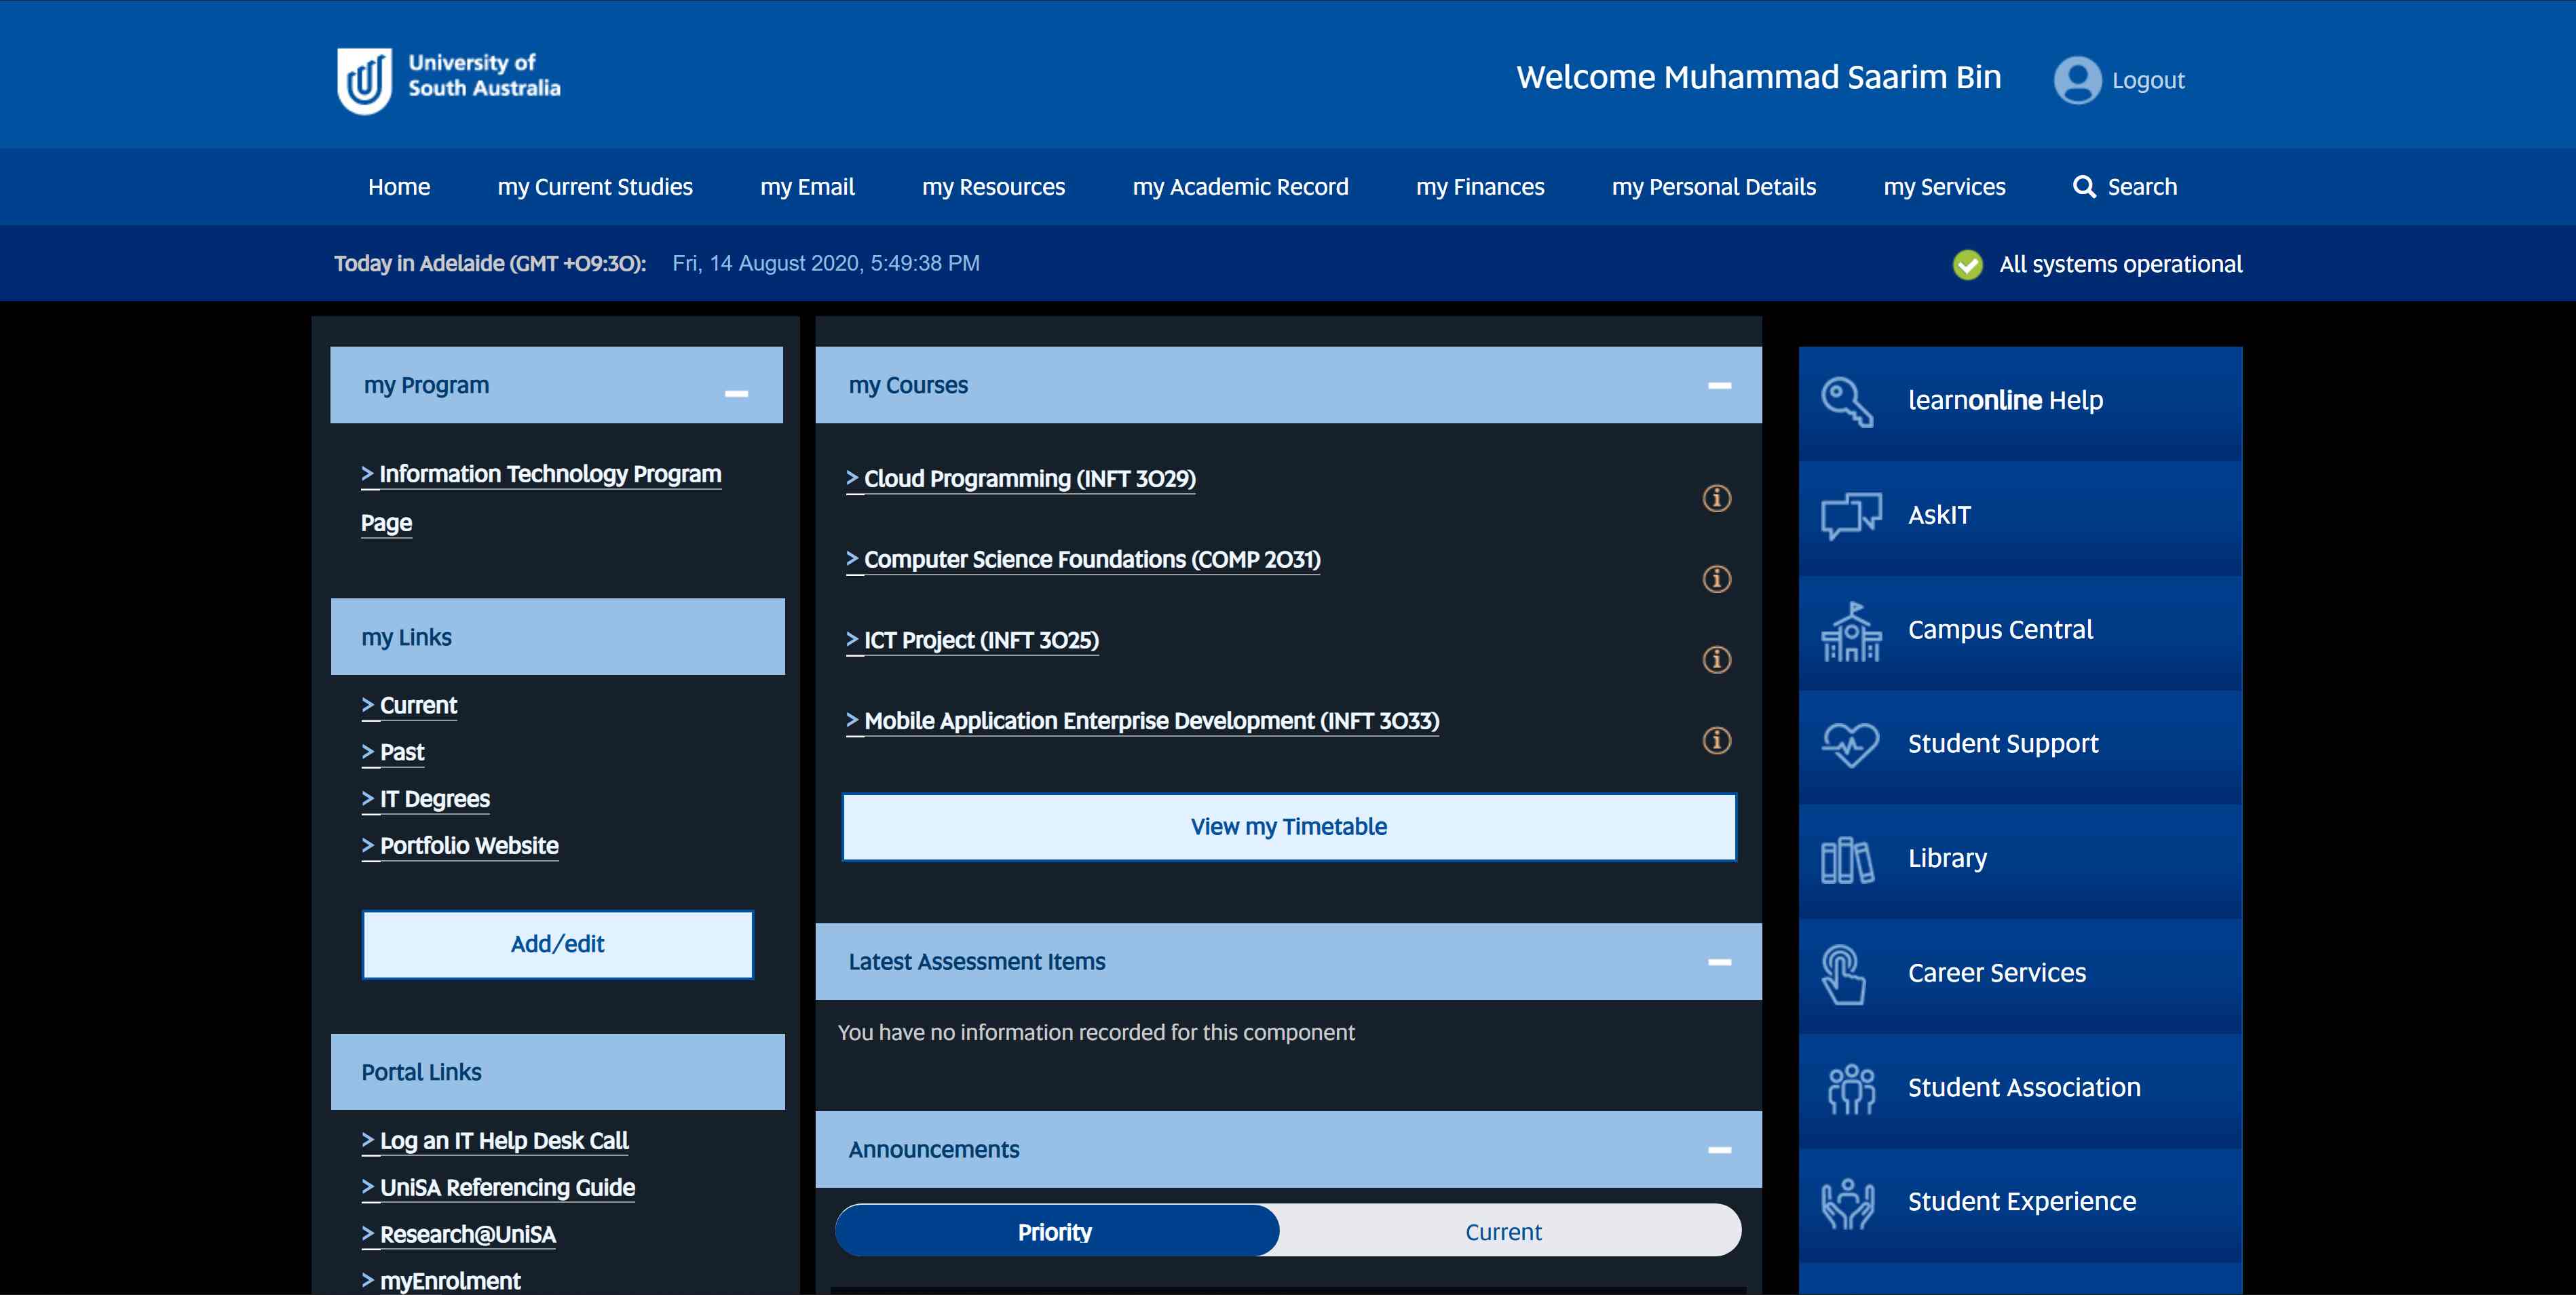 University of
South Australia
Welcome Muhammad Saarim Bin
Logout
Home my Current Studies my Email my Resources my Academic Record my Finances my Personal Details my Services Search
Today in Adelaide (GMT +09:30): Fri, 14 August 2020, 5:49:38 PM
All systems operational
my Program
> Information Technology Program
Page
my Links
> Current
> Past
> IT Degrees
> Portfolio Website
Add/edit
Portal Links
> Log an IT Help Desk Call
> UniSA Referencing Guide
> Research@UniSA
> myEnrolment
my Courses
> Cloud Programming (INFT 3029)
> Computer Science Foundations (COMP 2031)
> ICT Project (INFT 3025)
> Mobile Application Enterprise Development (INFT 3033)
View my Timetable
Latest Assessment Items
You have no information recorded for this component
Announcements
Priority Current
learnonline Help
AskIT
Campus Central
Student Support
Library
Career Services
Student Association
Student Experience